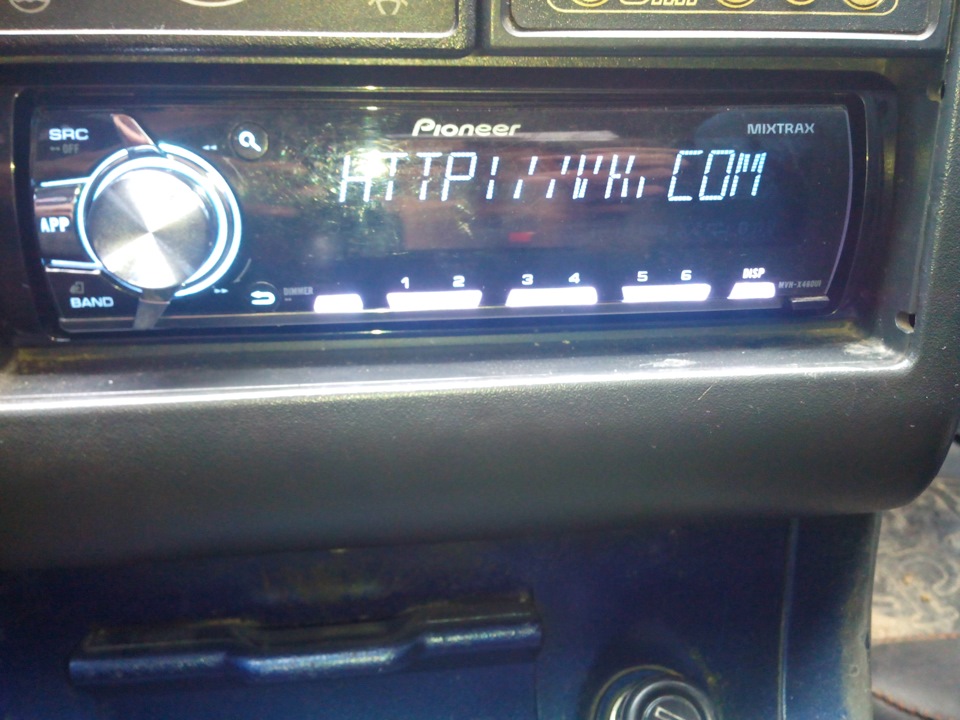 SRC
OFF
Pioneer
MIXTRAX
HTTP://VK.COM
APP
BAND
DIMMER
1 2 3 4 5 6 DISP